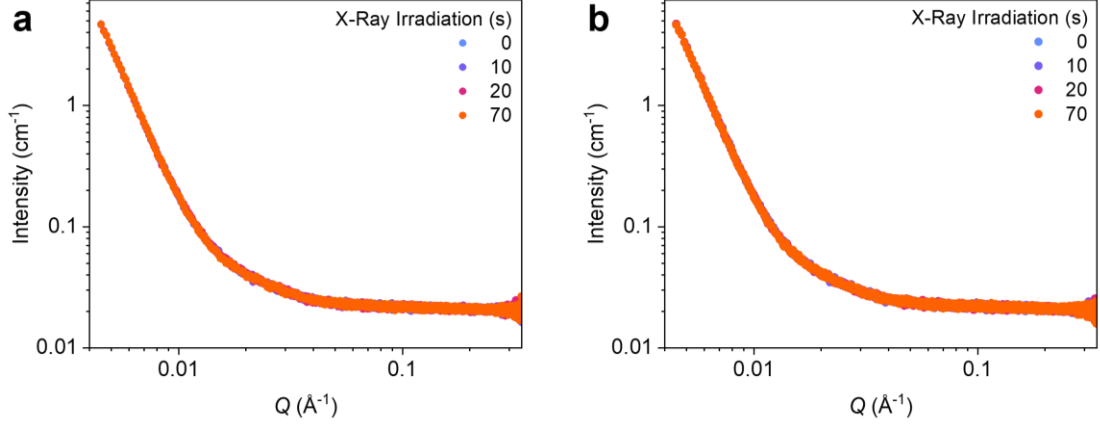 a
X-Ray Irradiation (s)
0
10
20
70
Intensity (cm⁻¹)
1
0.1
0.01
0.01
0.1
Q (Å⁻¹)
b
X-Ray Irradiation (s)
0
10
20
70
Intensity (cm⁻¹)
1
0.1
0.01
0.01
0.1
Q (Å⁻¹)